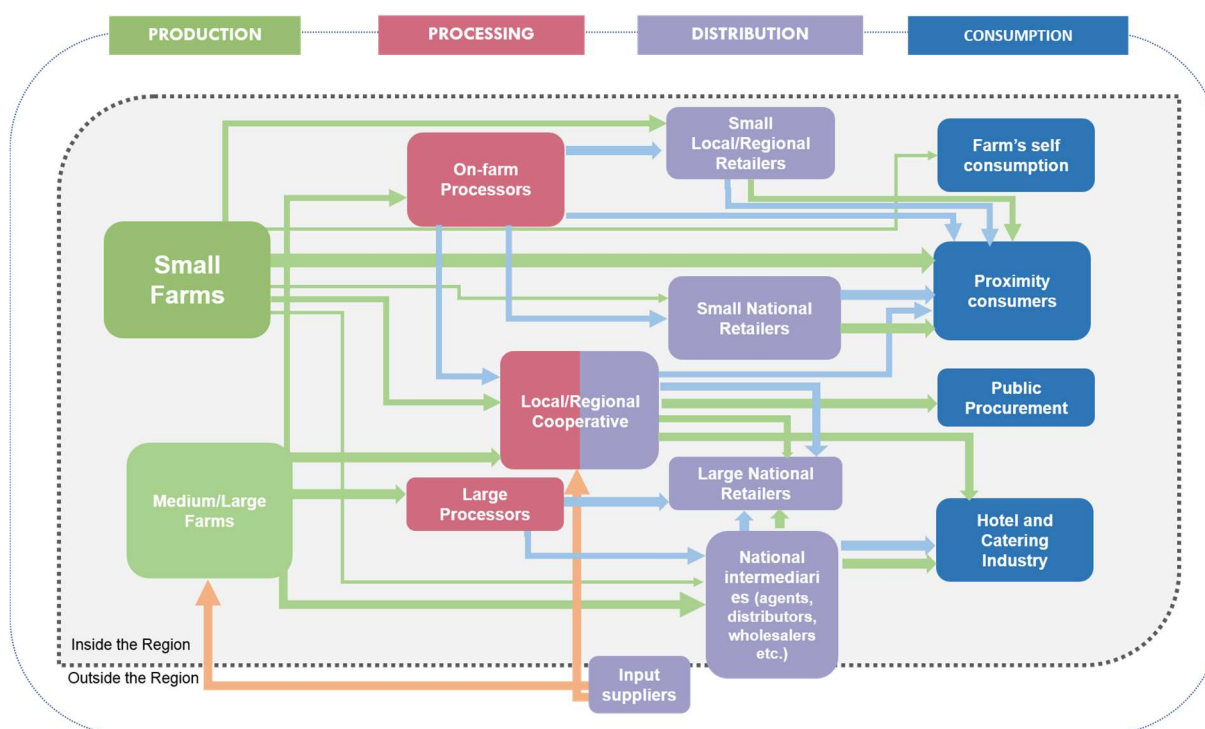 PRODUCTION
PROCESSING
DISTRIBUTION
CONSUMPTION
Small
Local/Regional
Retailers
Farm's self
consumption
On-farm
Processors
Small
Farms
Proximity
consumers
Small National
Retailers
Local/Regional
Cooperative
Public
Procurement
Medium/Large
Farms
Large
Processors
Large National
Retailers
Hotel and
Catering
Industry
National
intermediari
es (agents,
distributors,
wholesalers
etc.)
Inside the Region
Outside the Region
Input
suppliers